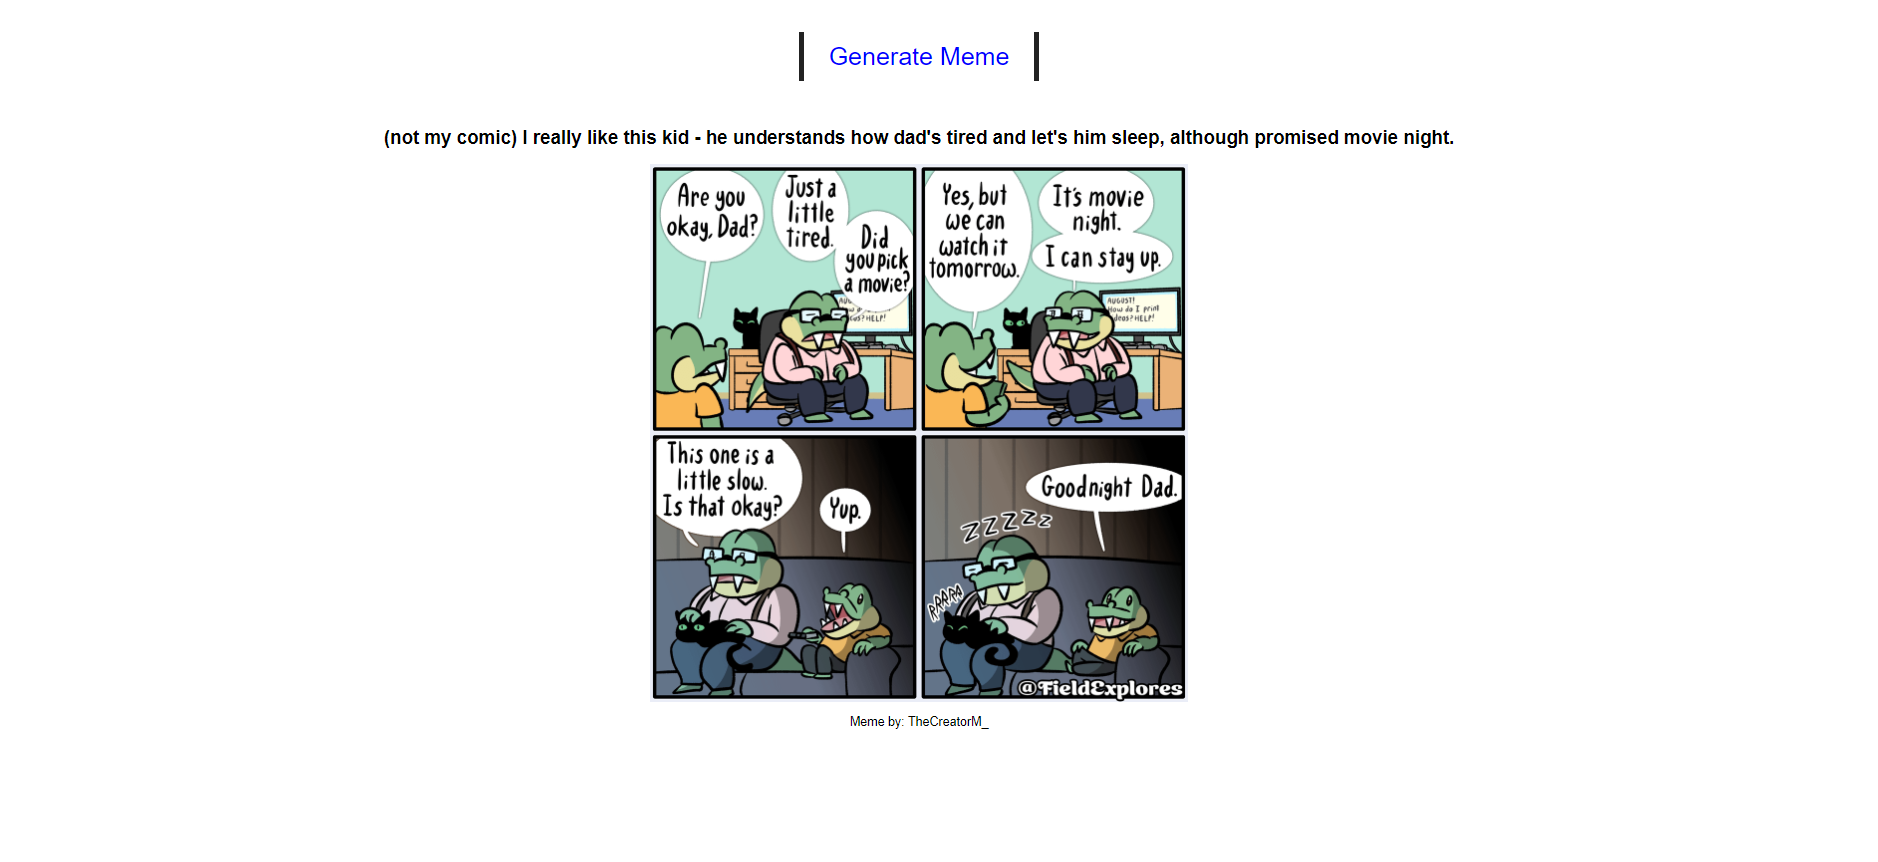 Generate Meme
(not my comic) I really like this kid - he understands how dad's tired and let's him sleep, although promised movie night.
Are you
okay, Dad?
Just a
little
tired.
Did
you pick
a movie?
HELP!
Yes, but
we can
watch it
tomorrow.
It's movie
night.
I can stay up.
AUGUST!
How do I print
HELP!
This one is a
little slow.
Is that okay?
Yup.
ZZZZZ
RRRRR
Goodnight Dad.
@FieldExplores
Meme by: TheCreatorM_